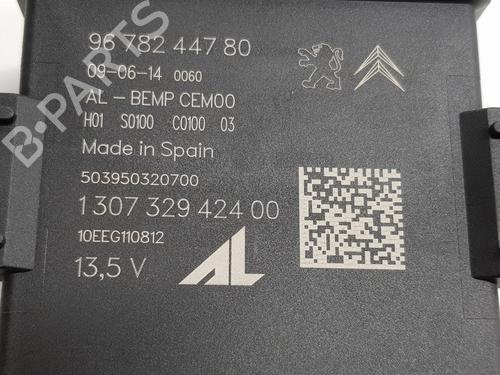 96 782 447 80
09-06-14 0060
AL - BEMP CEM00
H01 S0100 C0100 03
Made in Spain
503950320700
1 307 329 424 00
10EEG110812
13,5 V
AL
B-PARTS